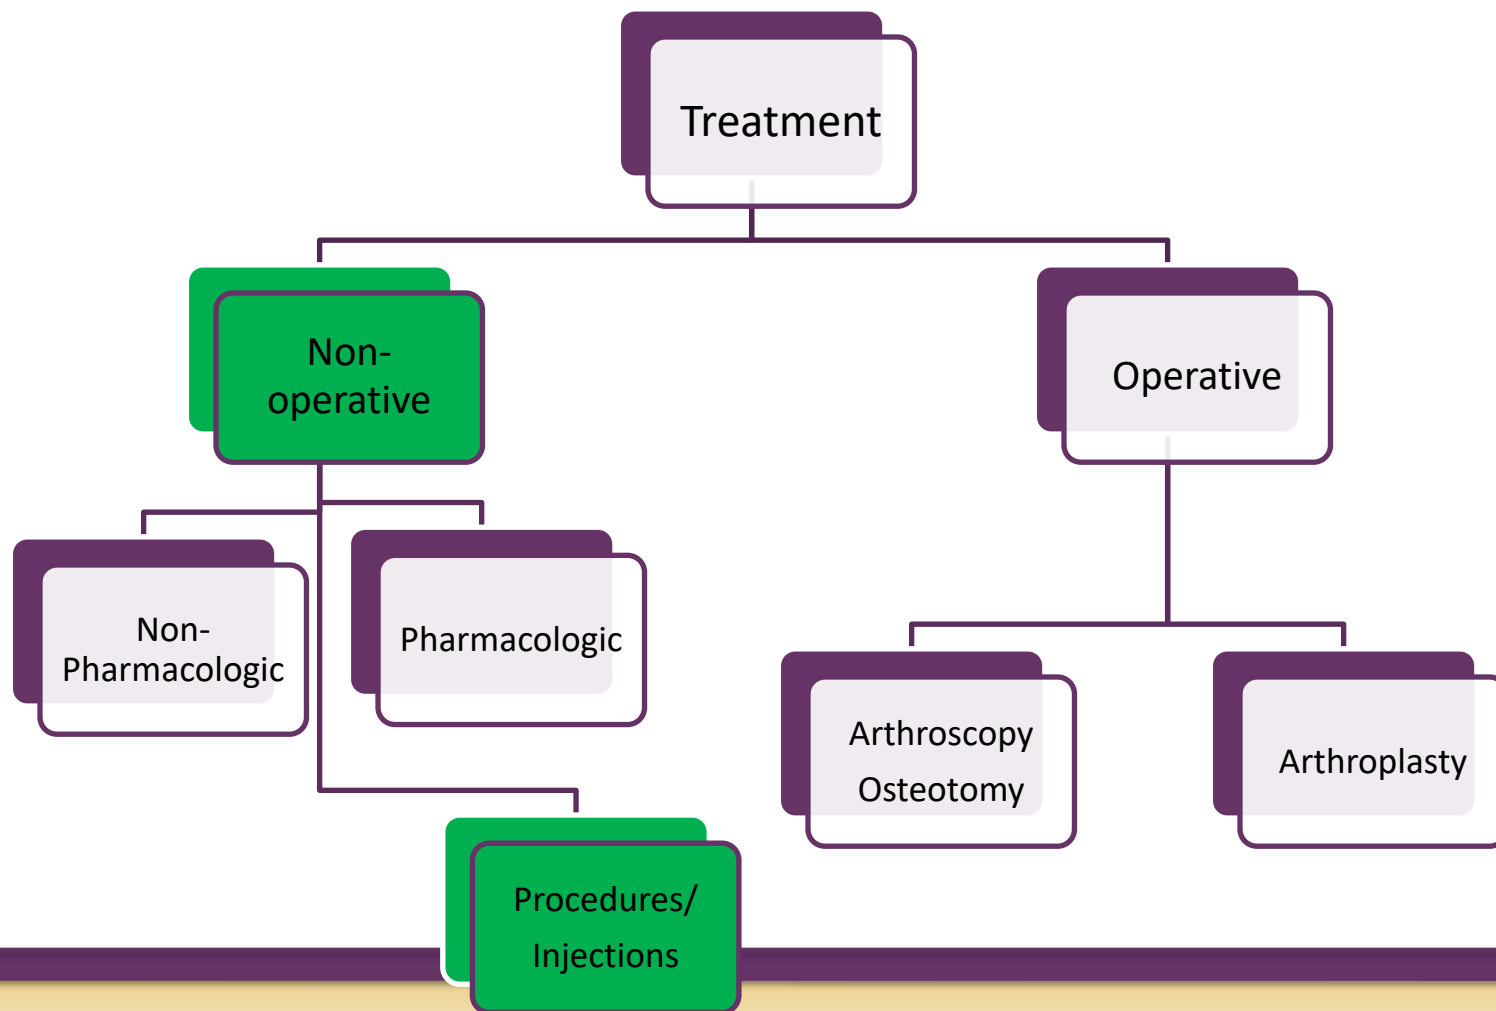 Treatment
Non-
operative
Operative
Non-
Pharmacologic
Pharmacologic
Arthroscopy
Osteotomy
Arthroplasty
Procedures/
Injections